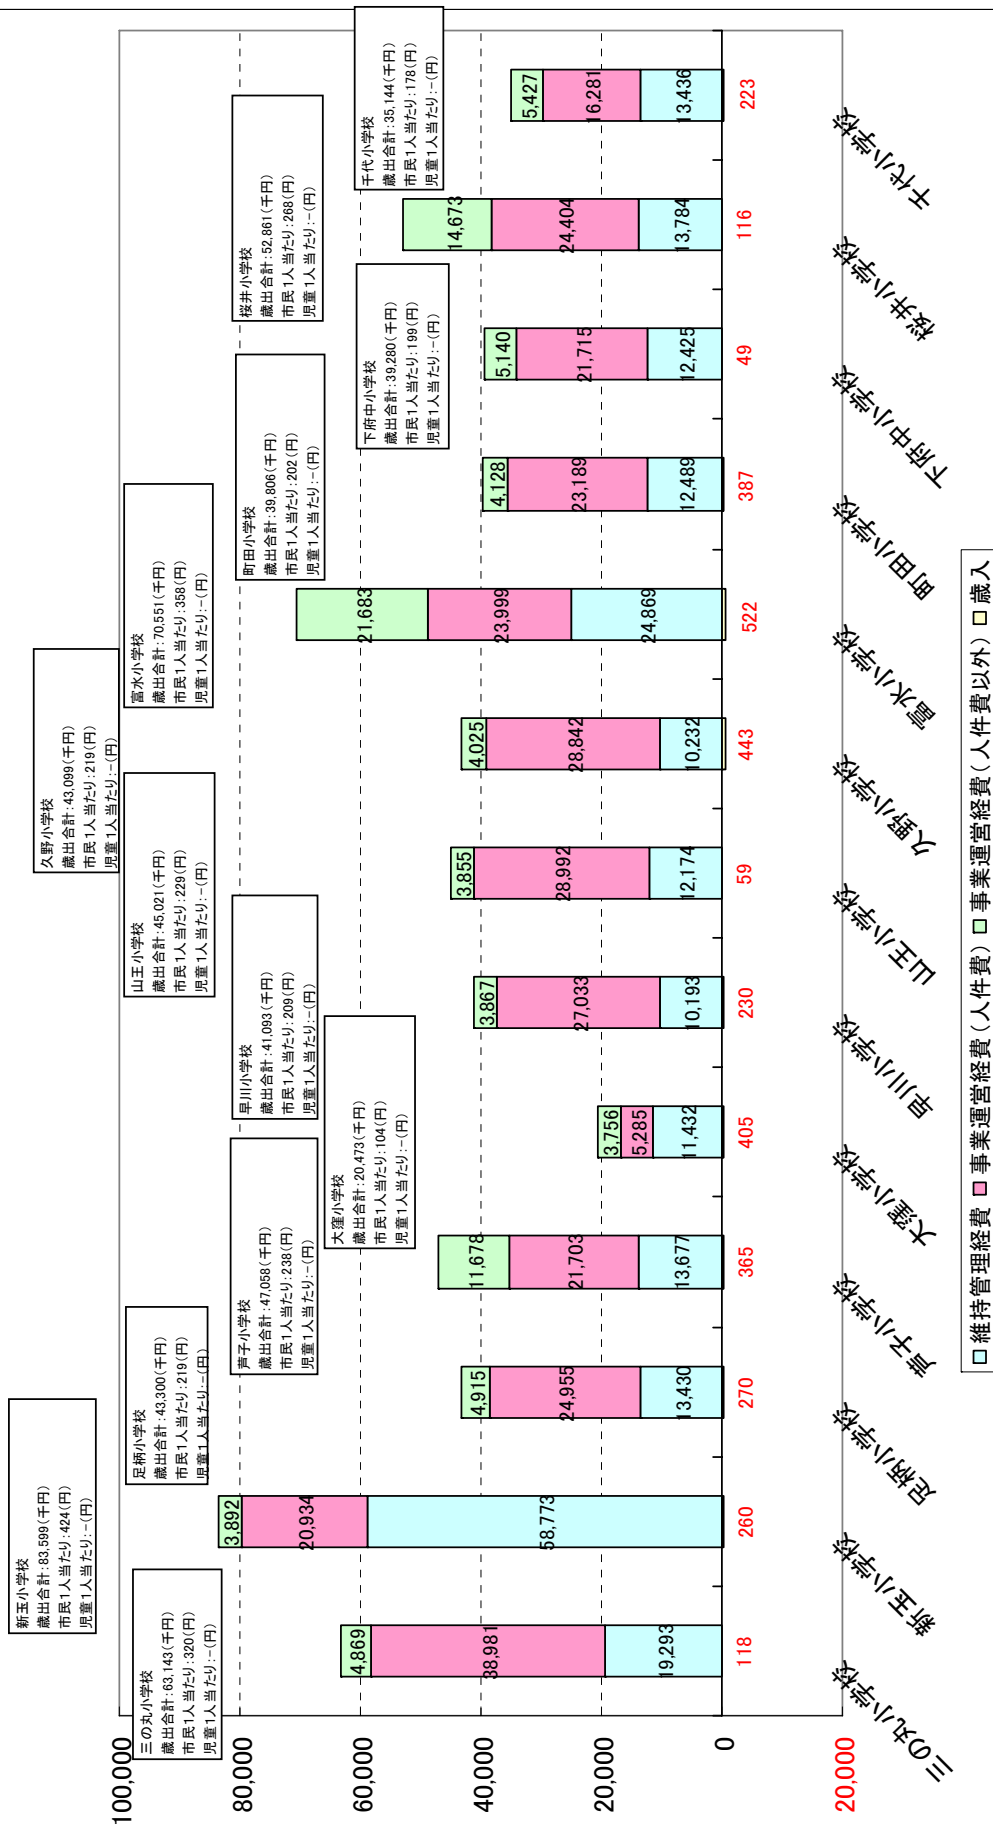 新玉小学校
歳出合計:83,599(千円)
市民1人当たり:424(円)
児童1人当たり:-(円)
三の丸小学校
歳出合計:63,143(千円)
市民1人当たり:320(円)
児童1人当たり:-(円)
足柄小学校
歳出合計:43,300(千円)
市民1人当たり:219(円)
児童1人当たり:-(円)
芦子小学校
歳出合計:47,058(千円)
市民1人当たり:238(円)
児童1人当たり:-(円)
大窪小学校
歳出合計:20,473(千円)
市民1人当たり:104(円)
児童1人当たり:-(円)
早川小学校
歳出合計:41,093(千円)
市民1人当たり:209(円)
児童1人当たり:-(円)
山王小学校
歳出合計:45,021(千円)
市民1人当たり:229(円)
児童1人当たり:-(円)
久野小学校
歳出合計:43,099(千円)
市民1人当たり:219(円)
児童1人当たり:-(円)
富水小学校
歳出合計:70,551(千円)
市民1人当たり:358(円)
児童1人当たり:-(円)
町田小学校
歳出合計:39,806(千円)
市民1人当たり:202(円)
児童1人当たり:-(円)
下府中小学校
歳出合計:39,280(千円)
市民1人当たり:199(円)
児童1人当たり:-(円)
桜井小学校
歳出合計:52,861(千円)
市民1人当たり:268(円)
児童1人当たり:-(円)
千代小学校
歳出合計:35,144(千円)
市民1人当たり:178(円)
児童1人当たり:-(円)
100,000
80,000
60,000
40,000
20,000
0
20,000
4,869
38,981
19,293
118
3,892
20,934
58,773
260
4,915
24,955
13,430
270
11,678
21,703
13,677
365
3,756
5,285
11,432
405
3,867
27,033
10,193
230
3,855
28,992
12,174
59
4,025
28,842
10,232
443
21,683
23,999
24,869
522
4,128
23,189
12,489
387
5,140
21,715
12,425
49
14,673
24,404
13,784
116
5,427
16,281
13,436
223
三の丸小学校
新玉小学校
足柄小学校
芦子小学校
大窪小学校
早川小学校
山王小学校
久野小学校
富水小学校
町田小学校
下府中小学校
桜井小学校
千代小学校
維持管理経費 事業運営経費(人件費) 事業運営経費(人件費以外) 歳入